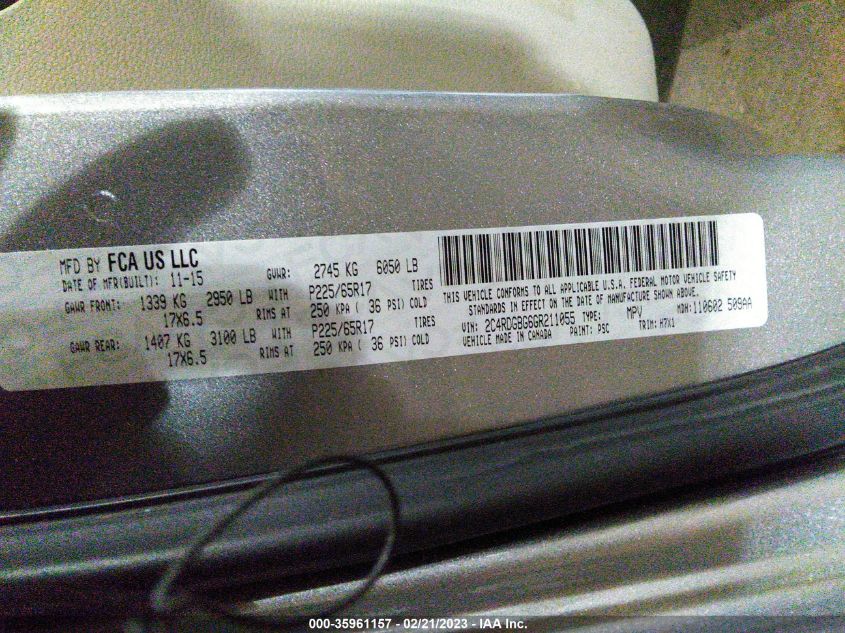 MFD BY FCA US LLC
DATE OF MFR(BUILT): 11-15 GVWR: 2745 KG 6050 LB
GAWR FRONT: 1339 KG 2950 LB WITH P225/65R17 TIRES
17X6.5 RIMS AT 250 KPA ( 36 PSI) COLD
GAWR REAR: 1407 KG 3100 LB WITH P225/65R17 TIRES
17X6.5 RIMS AT 250 KPA ( 36 PSI) COLD
THIS VEHICLE CONFORMS TO ALL APPLICABLE U.S.A. FEDERAL MOTOR VEHICLE SAFETY
STANDARDS IN EFFECT ON THE DATE OF MANUFACTURE SHOWN ABOVE.
VIN: 2C4RDGBG6GR211055 TYPE: MPV MDH: 110602 509AA
VEHICLE MADE IN CANADA PAINT: PSC TRIM: H7X1
000-35961157 - 02/21/2023 - IAA Inc.